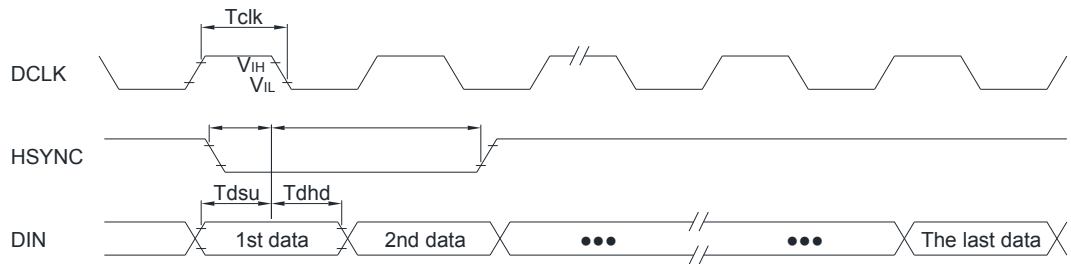 Tclk
DCLK
VIH
VIL
HSYNC
Tdsu Tdhd
DIN 1st data 2nd data ●●● ●●● The last data